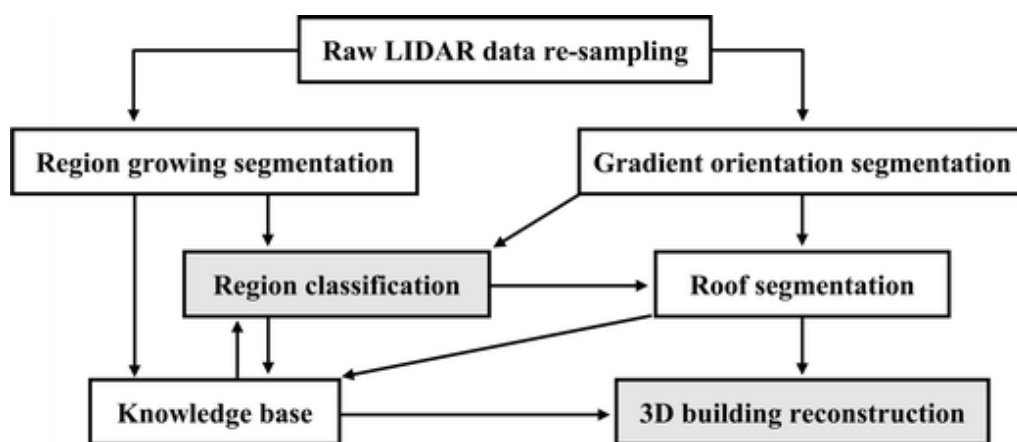 Raw LIDAR data re-sampling
Region growing segmentation
Gradient orientation segmentation
Region classification
Roof segmentation
Knowledge base
3D building reconstruction